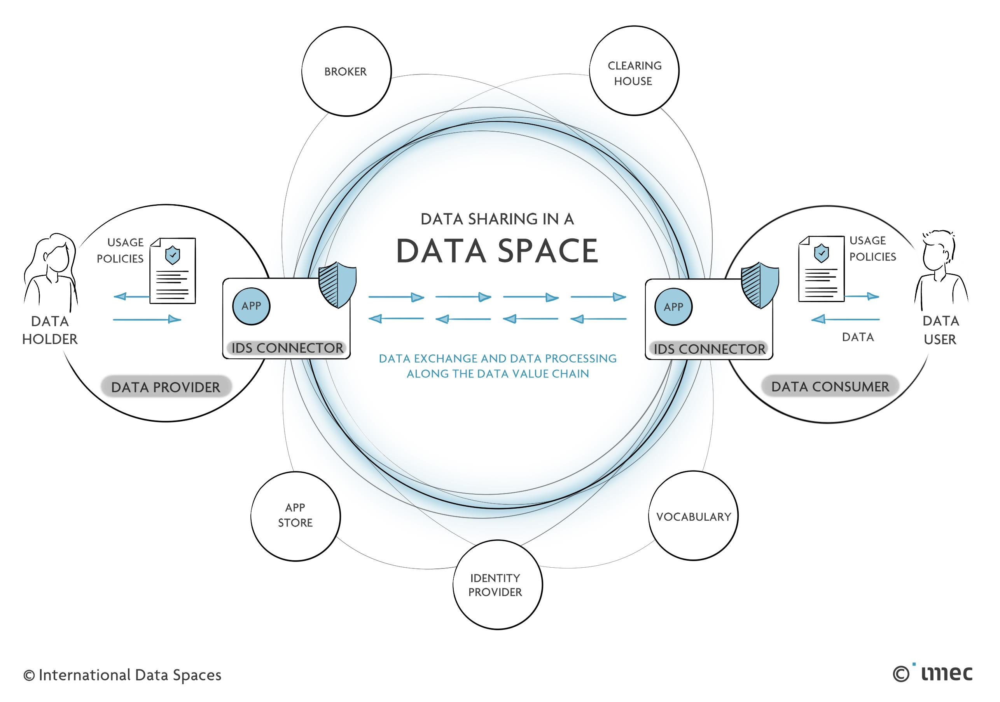 BROKER
CLEARING
HOUSE
DATA SHARING IN A
DATA SPACE
USAGE
POLICIES
USAGE
POLICIES
APP
APP
DATA
HOLDER
DATA
USER
DATA
IDS CONNECTOR
IDS CONNECTOR
DATA EXCHANGE AND DATA PROCESSING
ALONG THE DATA VALUE CHAIN
DATA PROVIDER
DATA CONSUMER
APP
STORE
VOCABULARY
IDENTITY
PROVIDER
© International Data Spaces
© imec